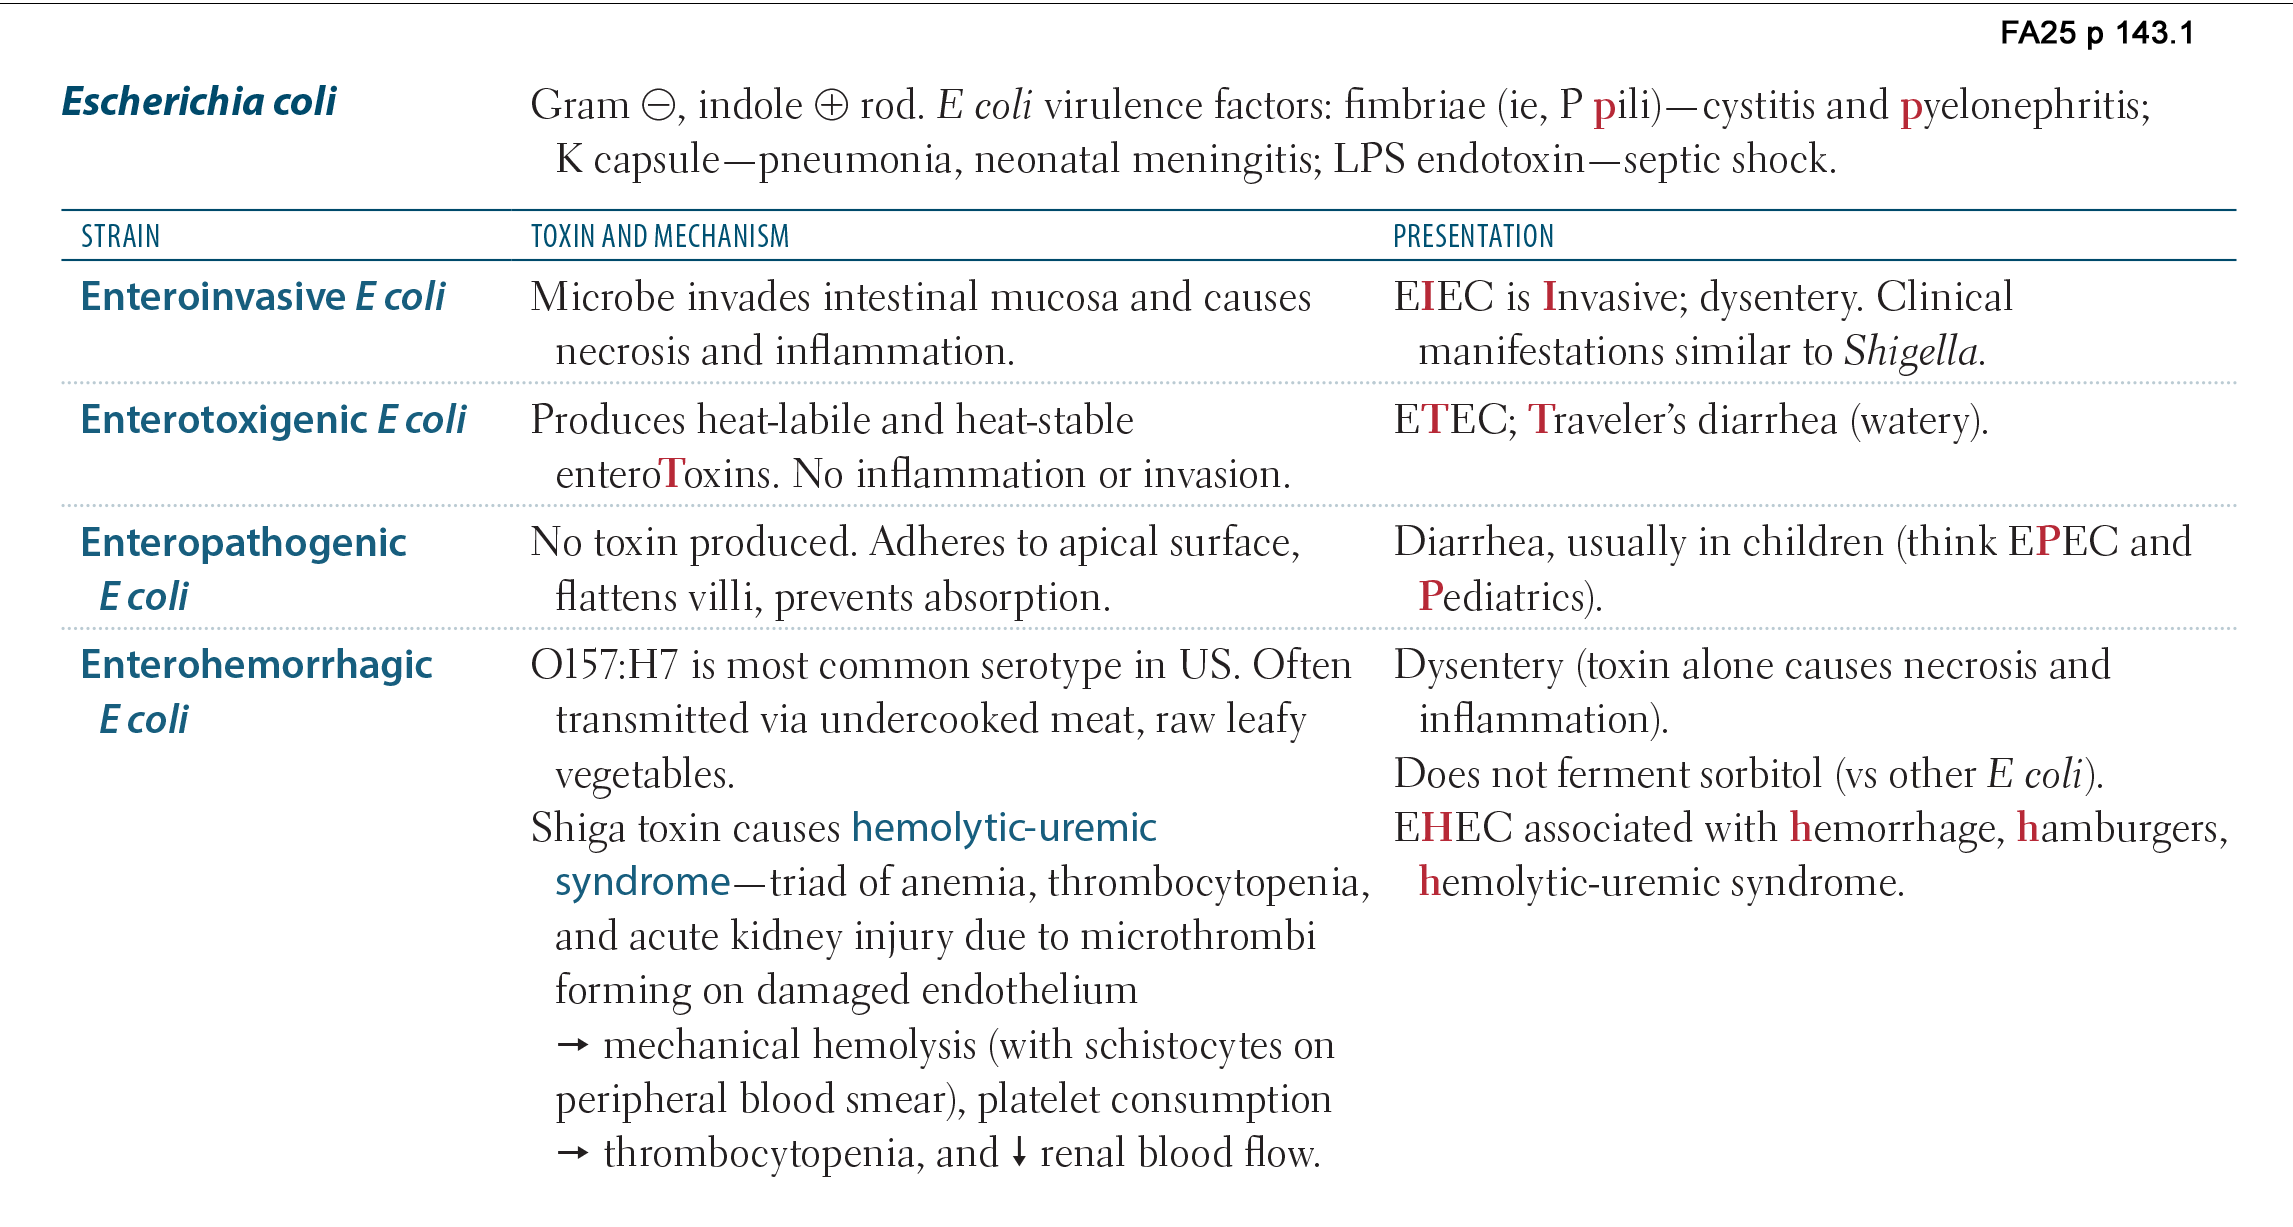 FA25 p 143.1
Escherichia coli
Gram ⊖, indole ⊕ rod. E coli virulence factors: fimbriae (ie, P pili)—cystitis and pyelonephritis;
K capsule—pneumonia, neonatal meningitis; LPS endotoxin—septic shock.
STRAIN
TOXIN AND MECHANISM
PRESENTATION
Enteroinvasive E coli
Microbe invades intestinal mucosa and causes
necrosis and inflammation.
EIEC is Invasive; dysentery. Clinical
manifestations similar to Shigella.
Enterotoxigenic E coli
Produces heat-labile and heat-stable
enteroToxins. No inflammation or invasion.
ETEC; Traveler’s diarrhea (watery).
Enteropathogenic
E coli
No toxin produced. Adheres to apical surface,
flattens villi, prevents absorption.
Diarrhea, usually in children (think EPEC and
Pediatrics).
Enterohemorrhagic
E coli
O157:H7 is most common serotype in US. Often
transmitted via undercooked meat, raw leafy
vegetables.
Shiga toxin causes hemolytic-uremic
syndrome—triad of anemia, thrombocytopenia,
and acute kidney injury due to microthrombi
forming on damaged endothelium
→ mechanical hemolysis (with schistocytes on
peripheral blood smear), platelet consumption
→ thrombocytopenia, and ↓ renal blood flow.
Dysentery (toxin alone causes necrosis and
inflammation).
Does not ferment sorbitol (vs other E coli).
EHEC associated with hemorrhage, hamburgers,
hemolytic-uremic syndrome.